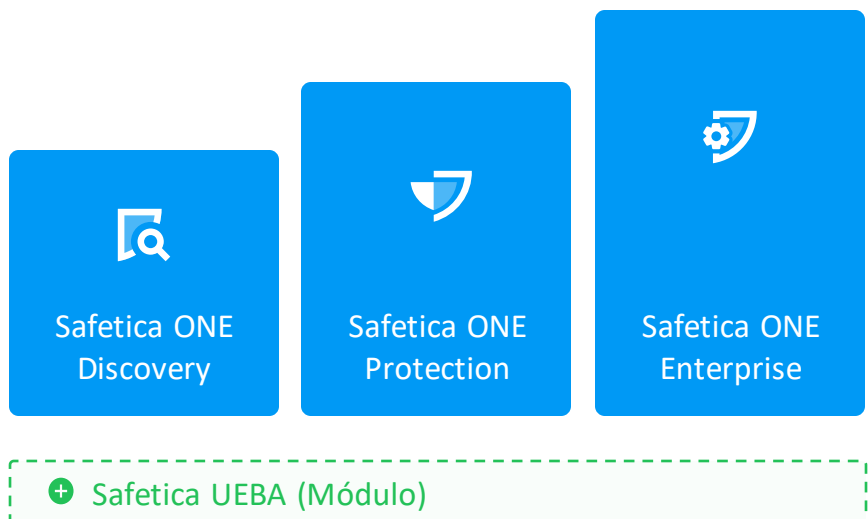 Safetica ONE
Discovery
Safetica ONE
Protection
Safetica ONE
Enterprise
Safetica UEBA (Módulo)